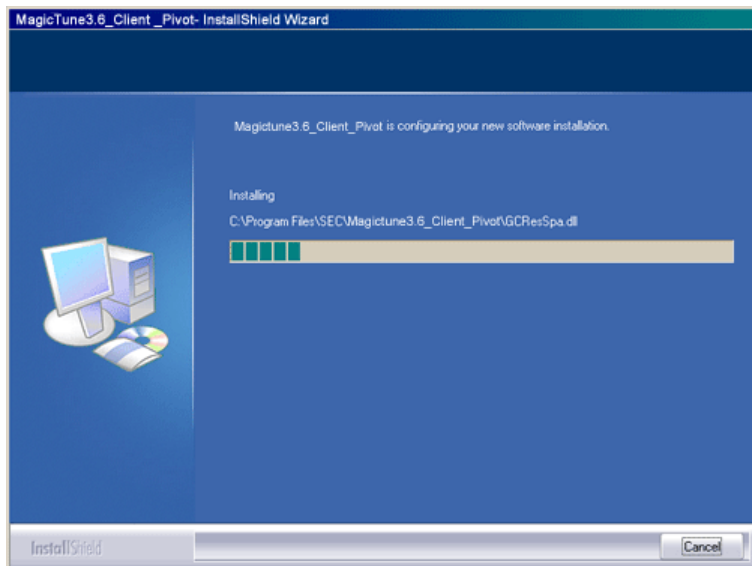 MagicTune3.6_Client _Pivot- InstallShield Wizard
Magictune3.6_Client_Pivot is configuring your new software installation.
Installing
C:\Program Files\SEC\Magictune3.6_Client_Pivot\GCResSpa.dll
InstallShield
Cancel